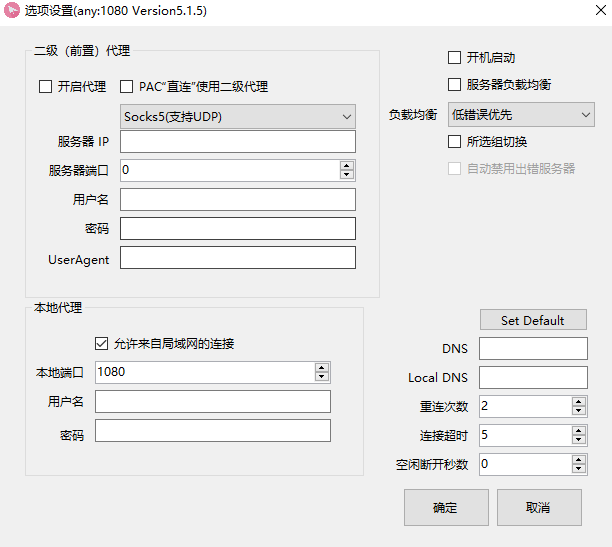 选项设置(any:1080 Version5.1.5)
二级（前置）代理
开启代理
PAC“直连”使用二级代理
Socks5(支持UDP)
服务器 IP
服务器端口
0
用户名
密码
UserAgent
开机启动
服务器负载均衡
负载均衡
低错误优先
所选组切换
自动禁用出错服务器
本地代理
允许来自局域网的连接
本地端口
1080
用户名
密码
Set Default
DNS
Local DNS
重连次数
2
连接超时
5
空闲断开秒数
0
确定
取消